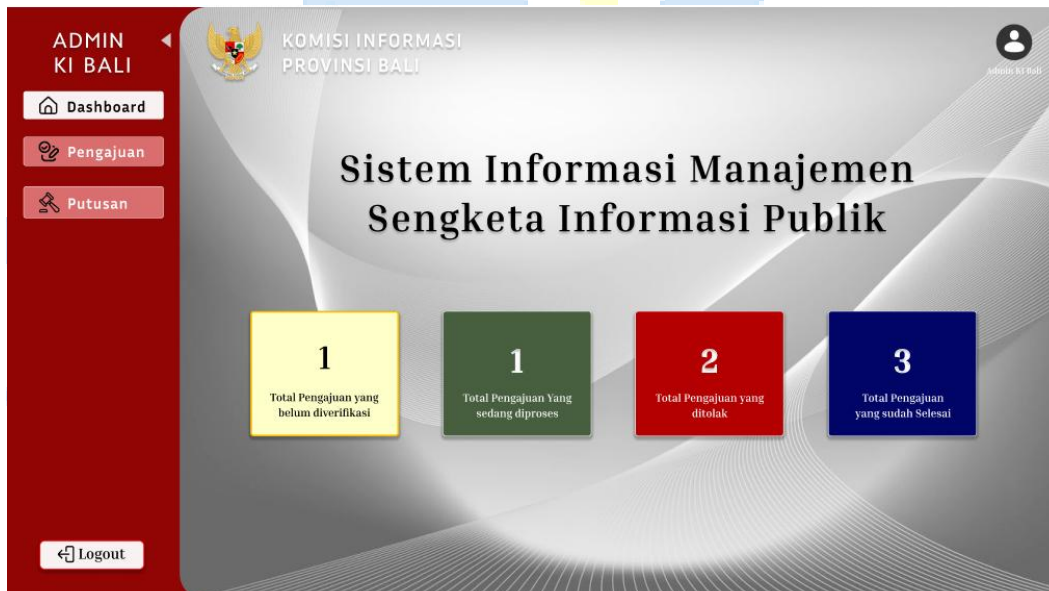 ADMIN
KI BALI
Dashboard
Pengajuan
Putusan
Logout
KOMISI INFORMASI
PROVINSI BALI
Admin KI Bali
Sistem Informasi Manajemen
Sengketa Informasi Publik
1
Total Pengajuan yang
belum diverifikasi
1
Total Pengajuan Yang
sedang diproses
2
Total Pengajuan yang
ditolak
3
Total Pengajuan
yang sudah Selesai